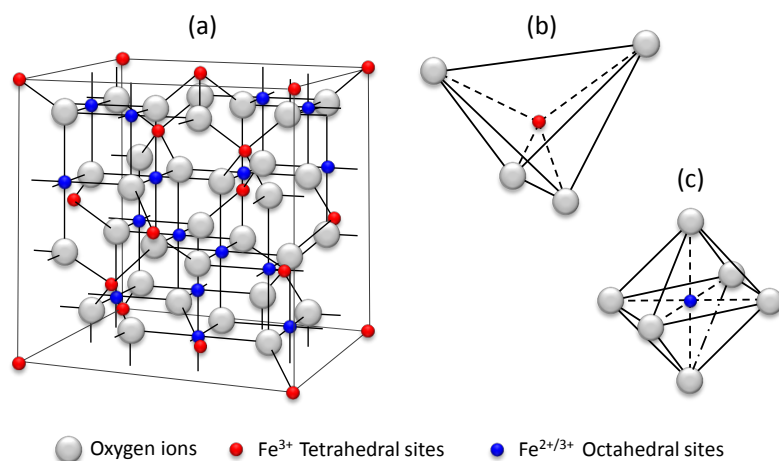 (a)
(b)
(c)
Oxygen ions
Fe³⁺ Tetrahedral sites
Fe²⁺/³⁺ Octahedral sites